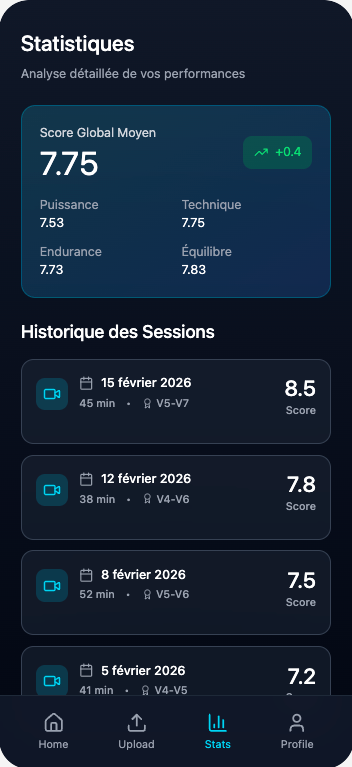 Statistiques
Analyse détaillée de vos performances
Score Global Moyen
7.75
+0.4
Puissance
Technique
7.53
7.75
Endurance
Équilibre
7.73
7.83
Historique des Sessions
15 février 2026
8.5
45 min • V5-V7
Score
12 février 2026
7.8
38 min • V4-V6
Score
8 février 2026
7.5
52 min • V5-V6
Score
5 février 2026
7.2
41 min • V4-V5
Home
Upload
Stats
Profile